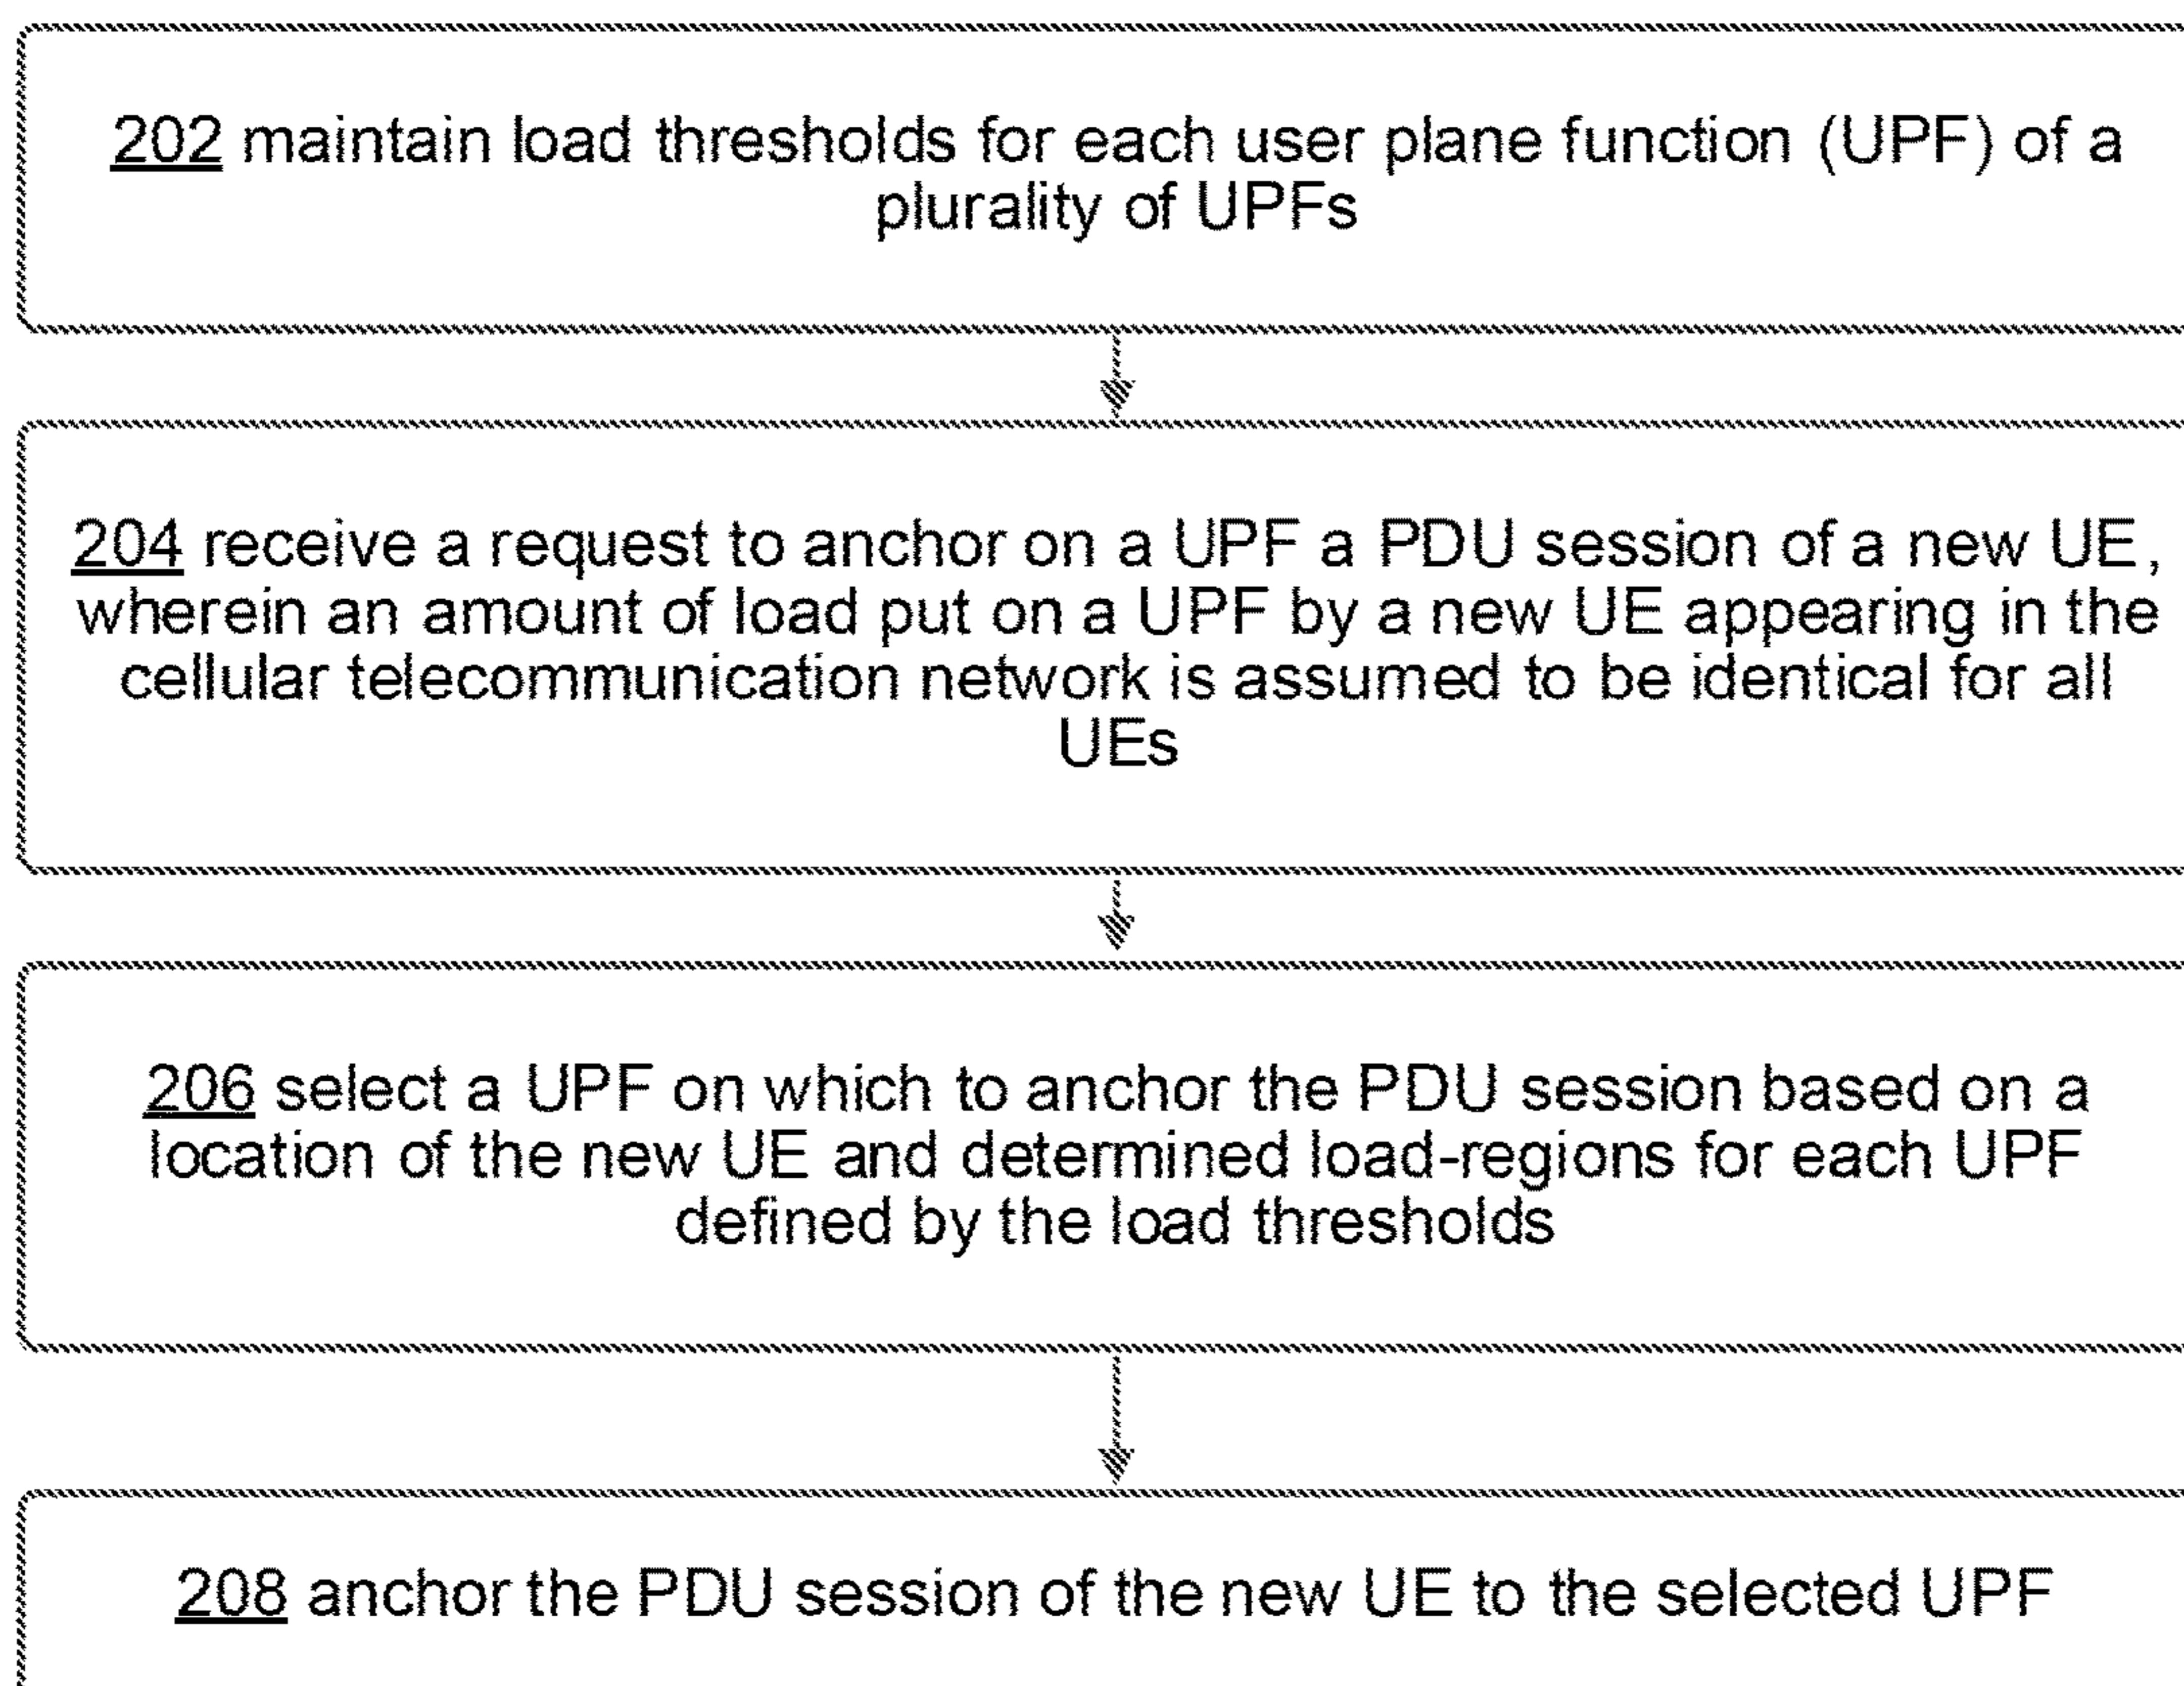 202 maintain load thresholds for each user plane function (UPF) of a
plurality of UPFs
204 receive a request to anchor on a UPF a PDU session of a new UE,
wherein an amount of load put on a UPF by a new UE appearing in the
cellular telecommunication network is assumed to be identical for all
UEs
206 select a UPF on which to anchor the PDU session based on a
location of the new UE and determined load-regions for each UPF
defined by the load thresholds
208 anchor the PDU session of the new UE to the selected UPF